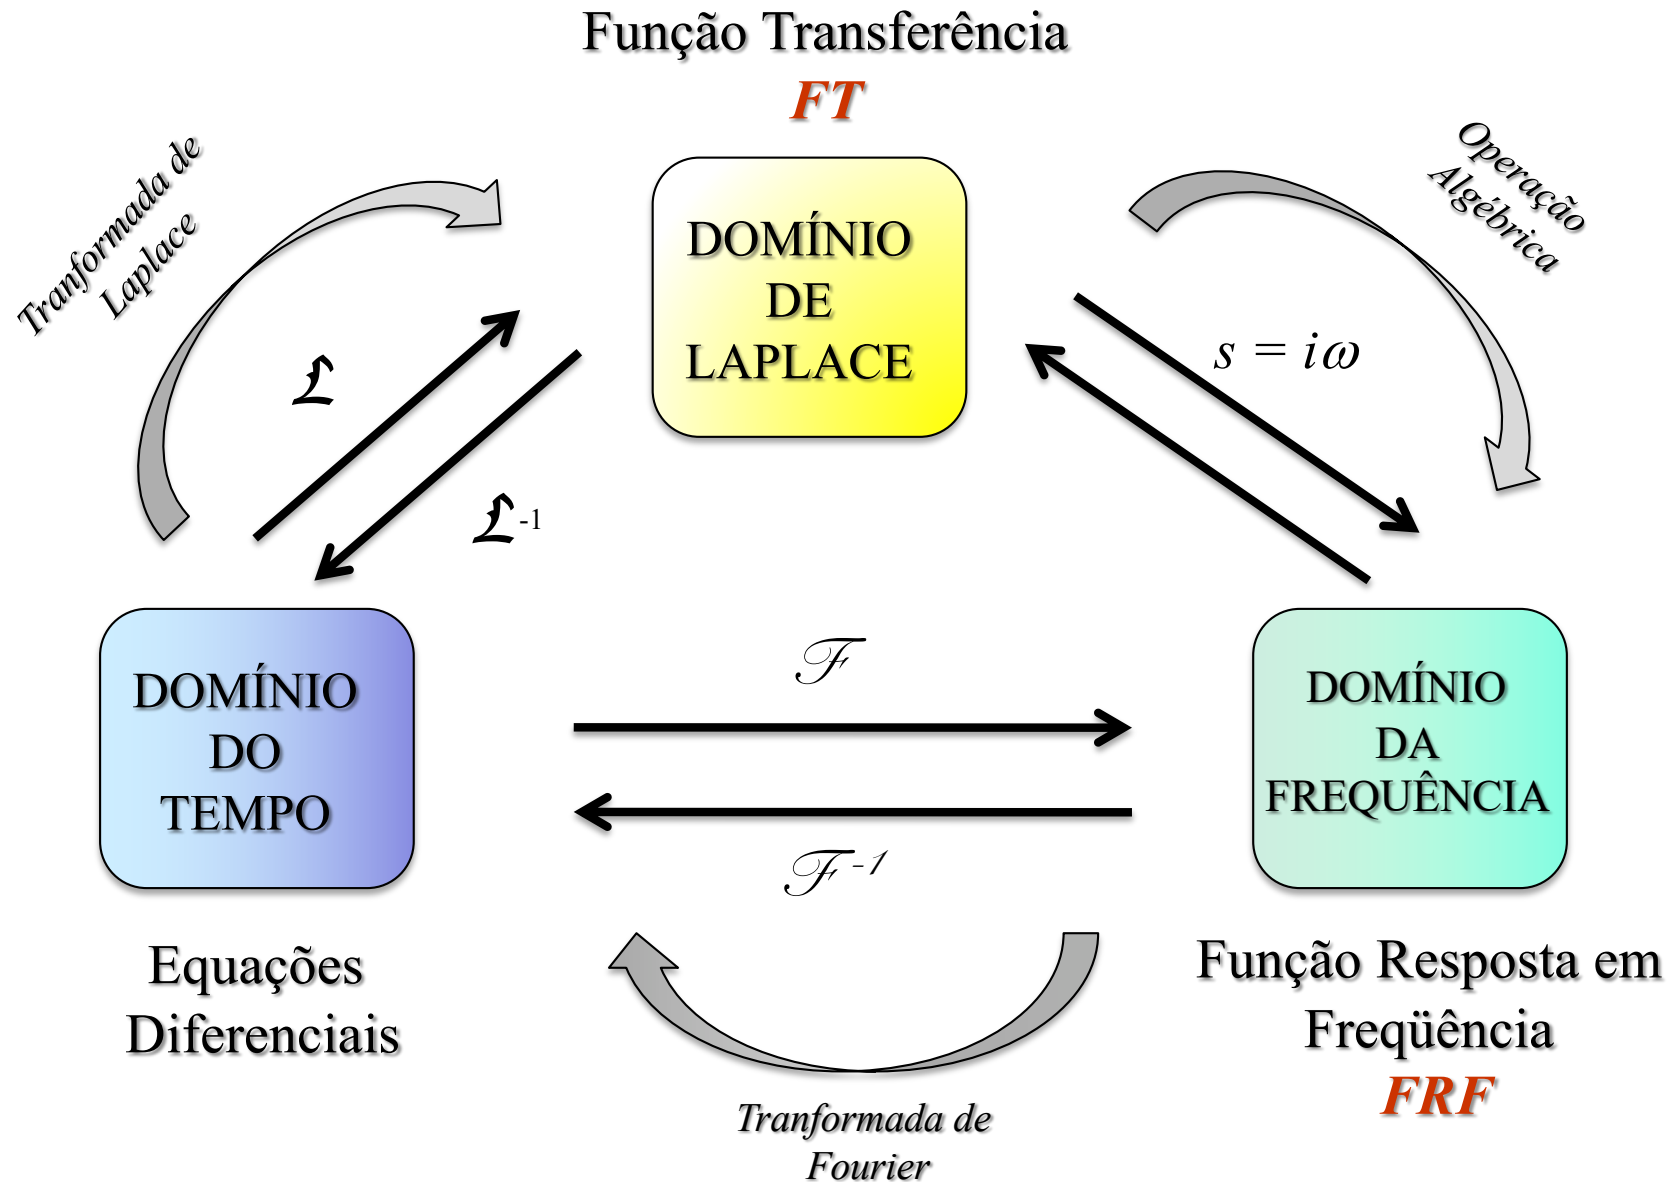 Função Transferência
FT
Tranformada de
Laplace
Operação
Algébrica
DOMÍNIO
DE
LAPLACE
s = iω
ℒ
ℒ-1
DOMÍNIO
DO
TEMPO
ℱ
ℱ-1
DOMÍNIO
DA
FREQUÊNCIA
Equações
Diferenciais
Função Resposta em
Freqüência
FRF
Tranformada de
Fourier